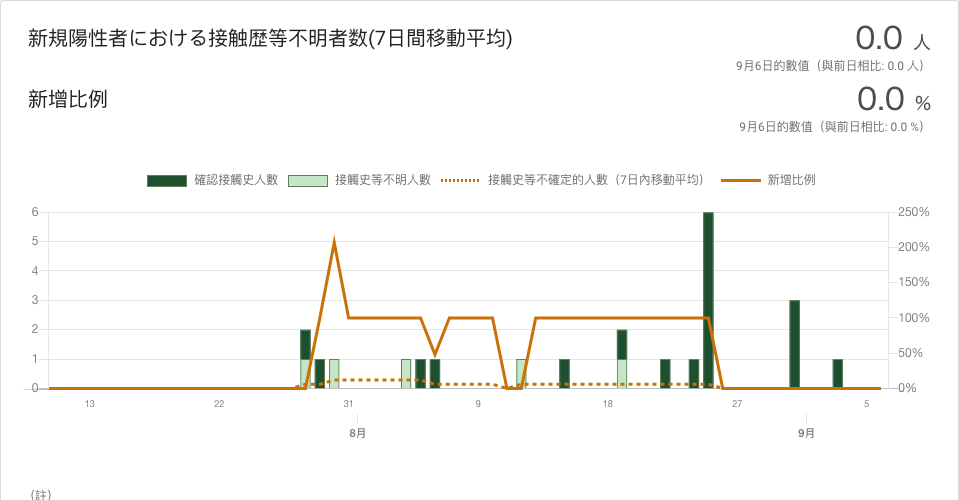 新規陽性者における接触歴等不明者数(7日間移動平均)
0.0 人
9月6日的數值（與前日相比: 0.0 人）
新增比例
0.0 %
9月6日的數值（與前日相比: 0.0 %）
確認接觸史人數 接觸史等不明人數 接觸史等不確定的人數（7日內移動平均） 新增比例
6 250%
5 200%
4 150%
3 100%
2 50%
1
0 0%
13 22 31 9 18 27 5
8月 9月
（註）